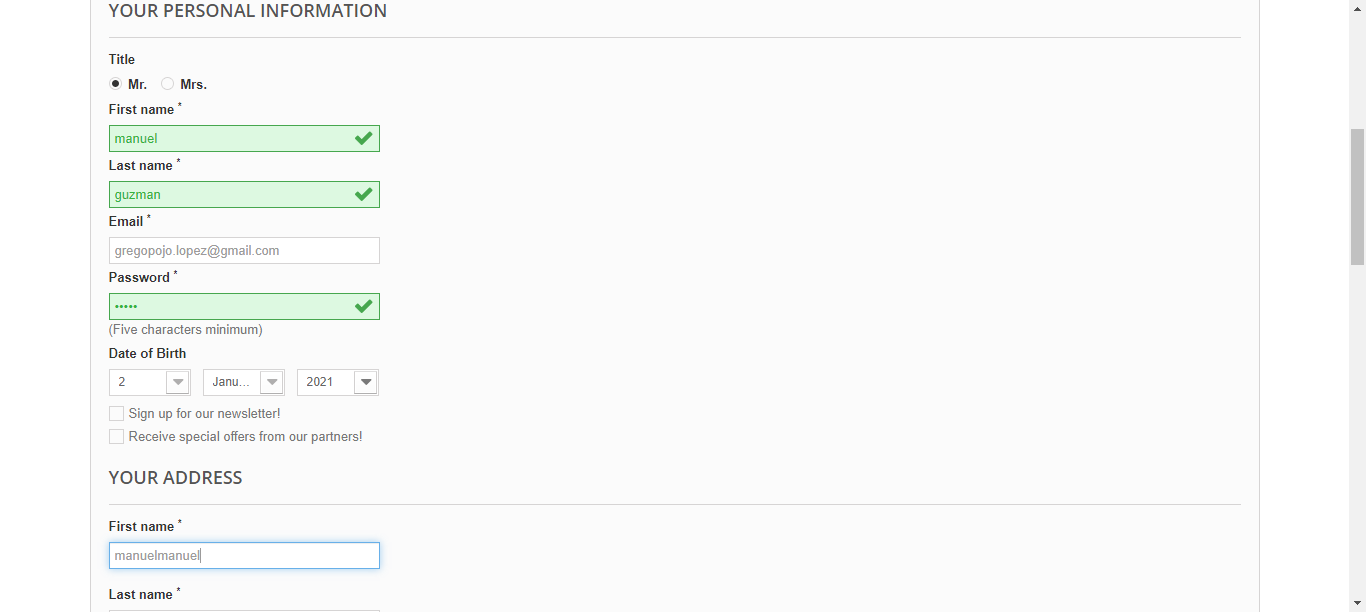 YOUR PERSONAL INFORMATION
Title
Mr. Mrs.
First name *
manuel
Last name *
guzman
Email *
gregopojo.lopez@gmail.com
Password *
•••••
(Five characters minimum)
Date of Birth
2 Janu... 2021
Sign up for our newsletter!
Receive special offers from our partners!
YOUR ADDRESS
First name *
manuelmanuel
Last name *